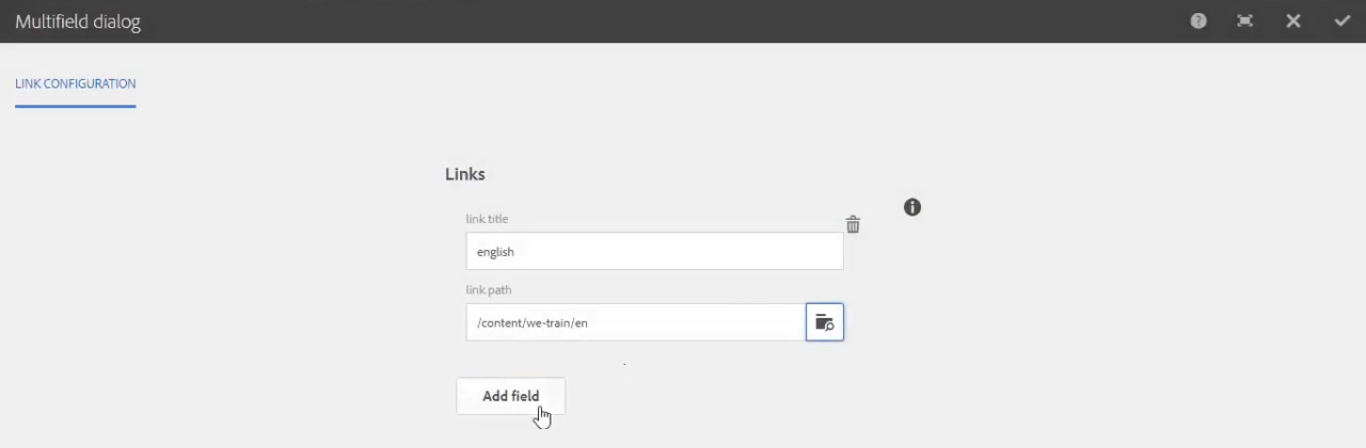 Multifield dialog
LINK CONFIGURATION
Links
link title
english
link path
/content/we-train/en
Add field